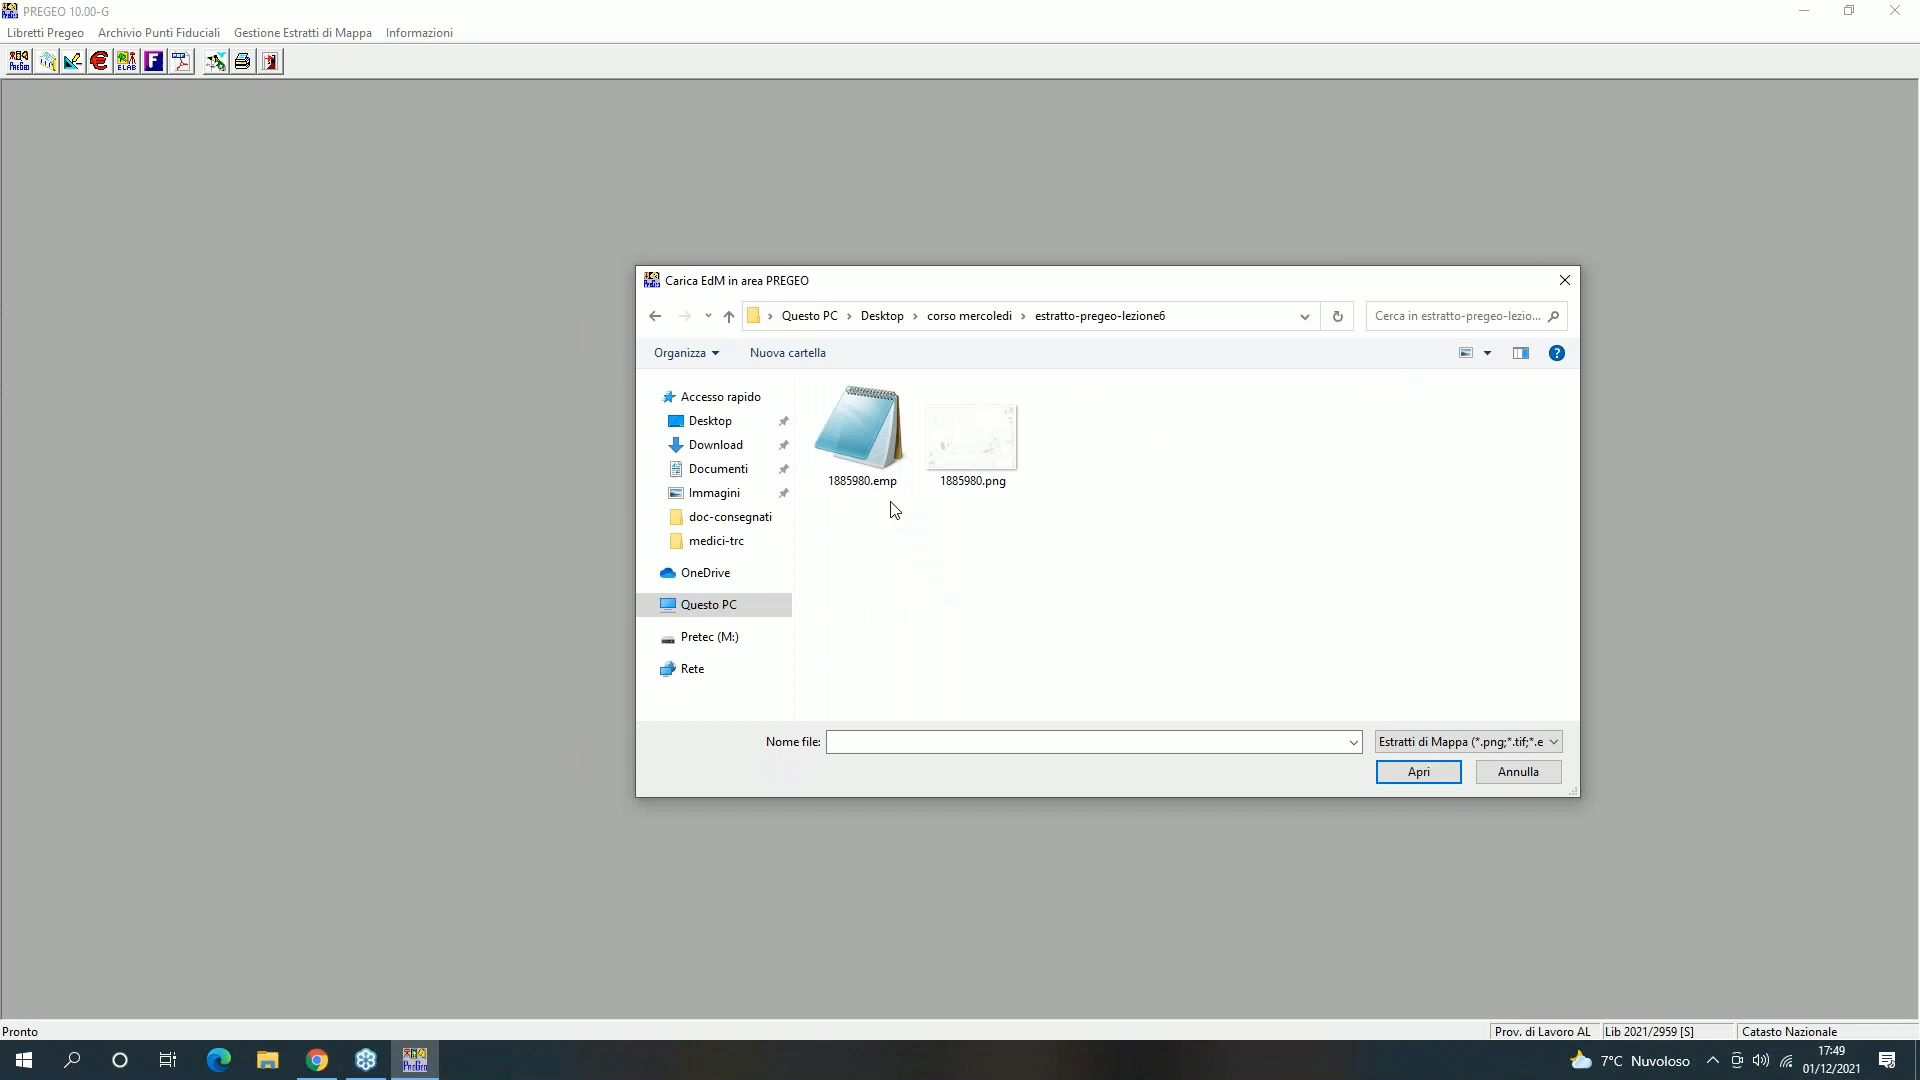 PREGEO 10.00-G
Libretti Pregeo Archivio Punti Fiduciali Gestione Estratti di Mappa Informazioni
Carica EdM in area PREGEO
Questo PC Desktop corso mercoledì estratto-pregeo-lezione6
Cerca in estratto-pregeo-lezio...
Organizza Nuova cartella
Accesso rapido
Desktop
Download
Documenti
Immagini
doc-consegnati
medici-trc
OneDrive
Questo PC
Pretec (M:)
Rete
1885980.emp 1885980.png
Nome file:
Estratti di Mappa (*.png;*.tif;*.e
Apri Annulla
Pronto
Prov. di Lavoro AL Lib 2021/2959 [S] Catasto Nazionale
7°C Nuvoloso
17:49
01/12/2021